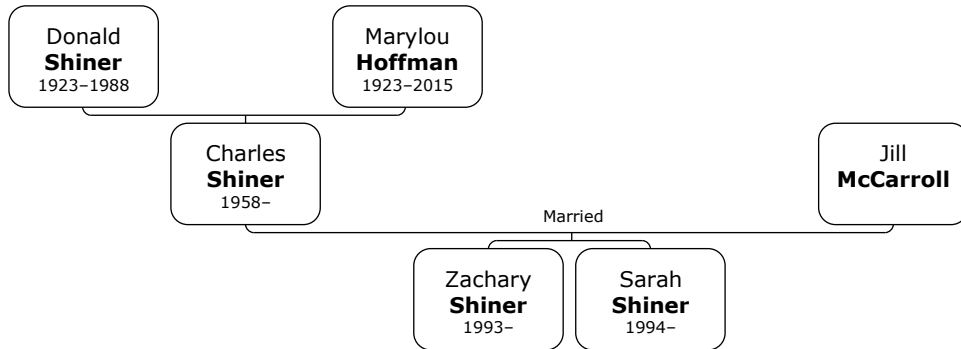 Donald
Shiner
1923–1988
Marylou
Hoffman
1923–2015
Charles
Shiner
1958–
Jill
McCarroll
Married
Zachary
Shiner
1993–
Sarah
Shiner
1994–